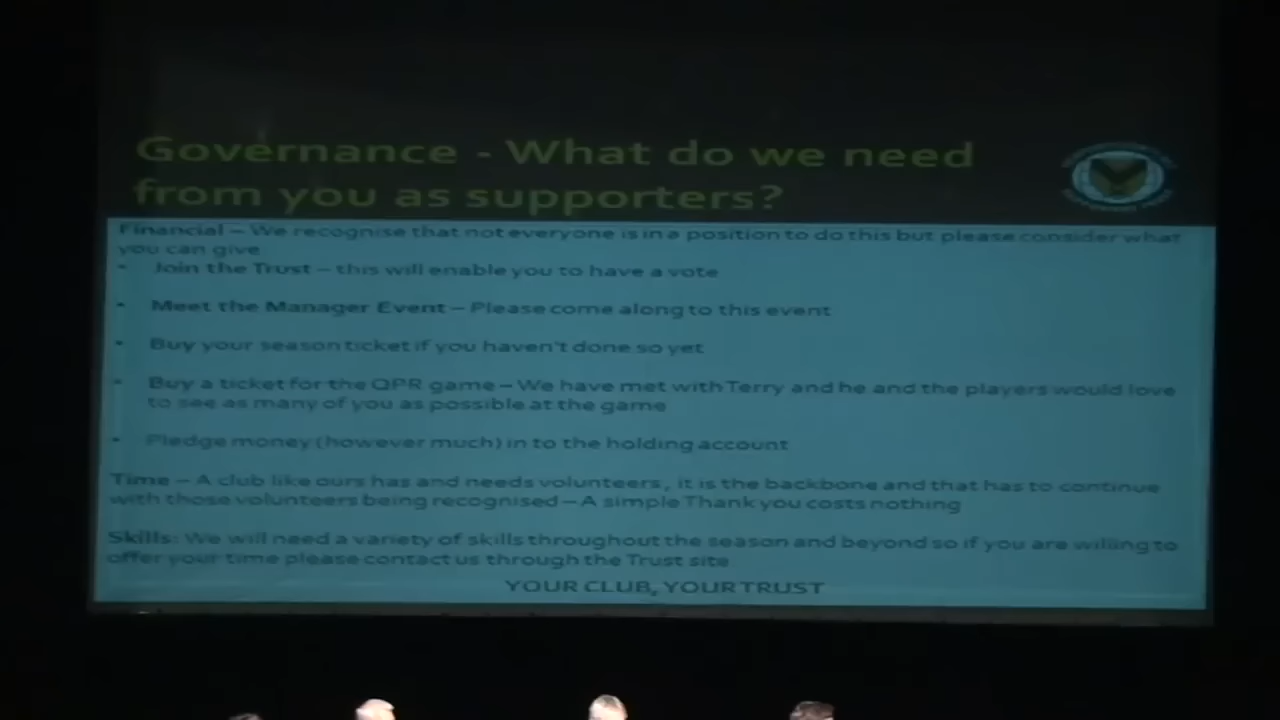 Governance - What do we need
from you as supporters?
Financial – We recognise that not everyone is in a position to do this but please consider what
you can give
• Join the Trust – this will enable you to have a vote
• Meet the Manager Event – Please come along to this event
• Buy your season ticket if you haven't done so yet
• Buy a ticket for the QPR game – We have met with Terry and he and the players would love
to see as many of you as possible at the game
• Pledge money (however much) in to the holding account
Time – A club like ours has and needs volunteers, it is the backbone and that has to continue
with those volunteers being recognised – A simple Thank you costs nothing
Skills: We will need a variety of skills throughout the season and beyond so if you are willing to
offer your time please contact us through the Trust site
YOUR CLUB, YOUR TRUST